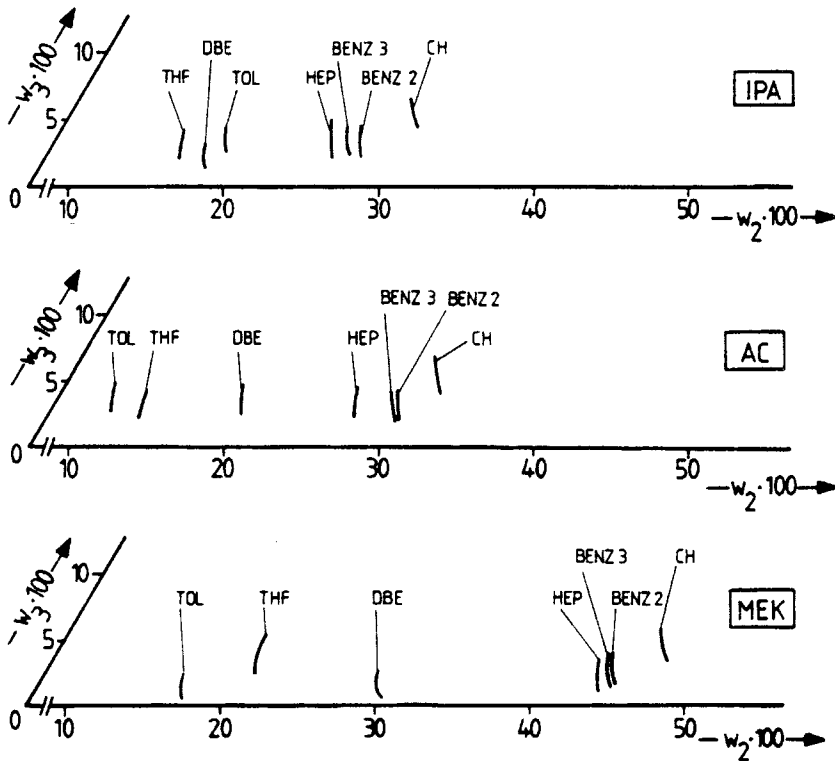 10
5
0
—w3·100→
THF
DBE
TOL
HEP
BENZ 3
BENZ 2
CH
IPA
10 20 30 40 50
—w2·100→
10
5
0
—w3·100→
TOL
THF
DBE
HEP
BENZ 3
BENZ 2
CH
AC
10 20 30 40 50
—w2·100→
10
5
0
—w3·100→
TOL
THF
DBE
HEP
BENZ 3
BENZ 2
CH
MEK
10 20 30 40 50
—w2·100→